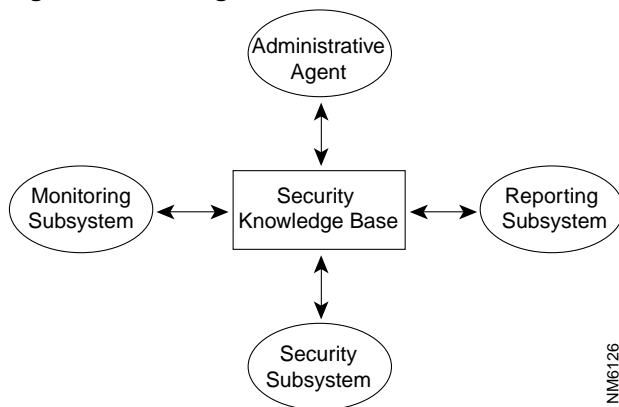 Administrative
Agent
Monitoring
Subsystem
Security
Knowledge Base
Reporting
Subsystem
Security
Subsystem
NM6126